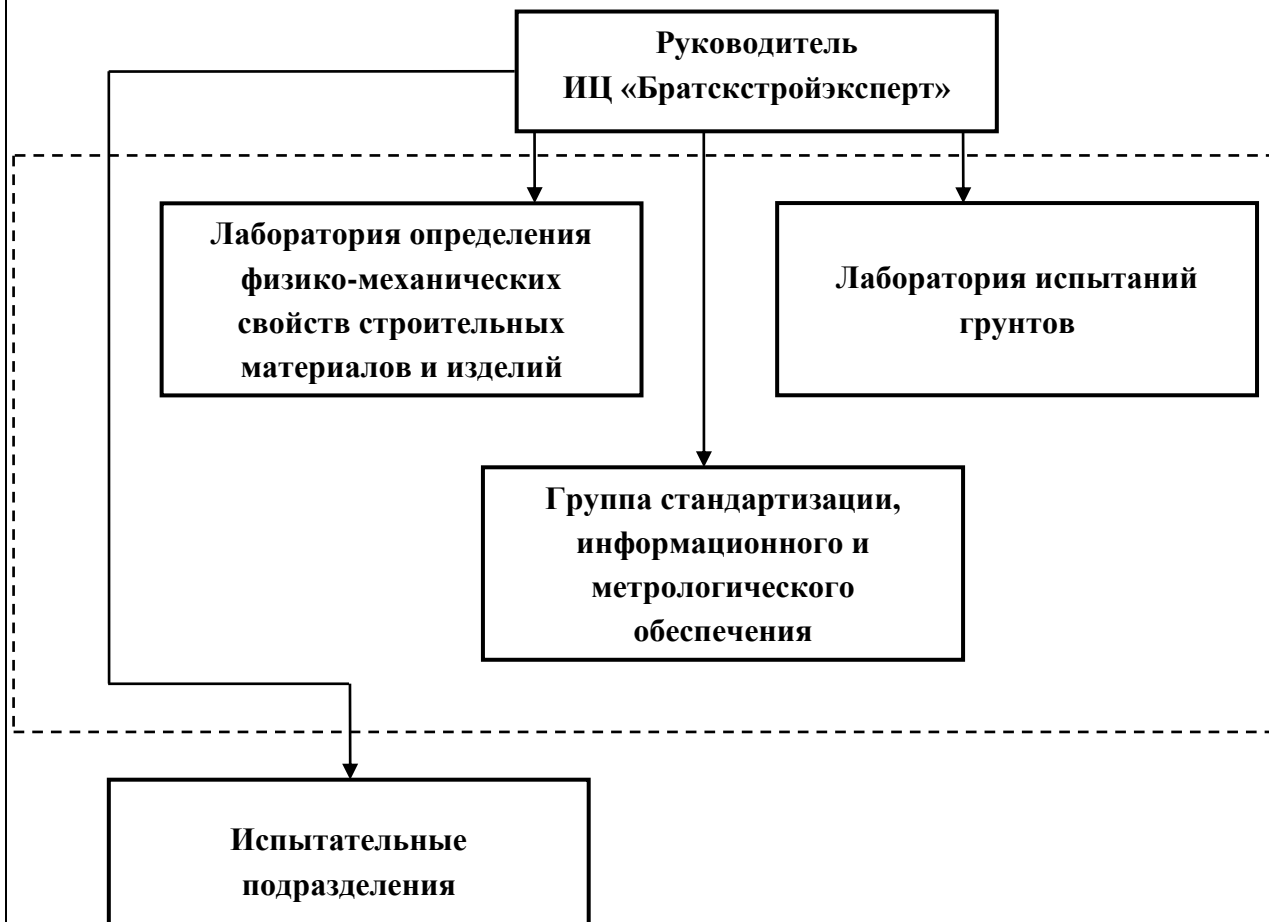 Руководитель
ИЦ «Братскстройэксперт»
Лаборатория определения
физико-механических
свойств строительных
материалов и изделий
Лаборатория испытаний
грунтов
Группа стандартизации,
информационного и
метрологического
обеспечения
Испытательные
подразделения